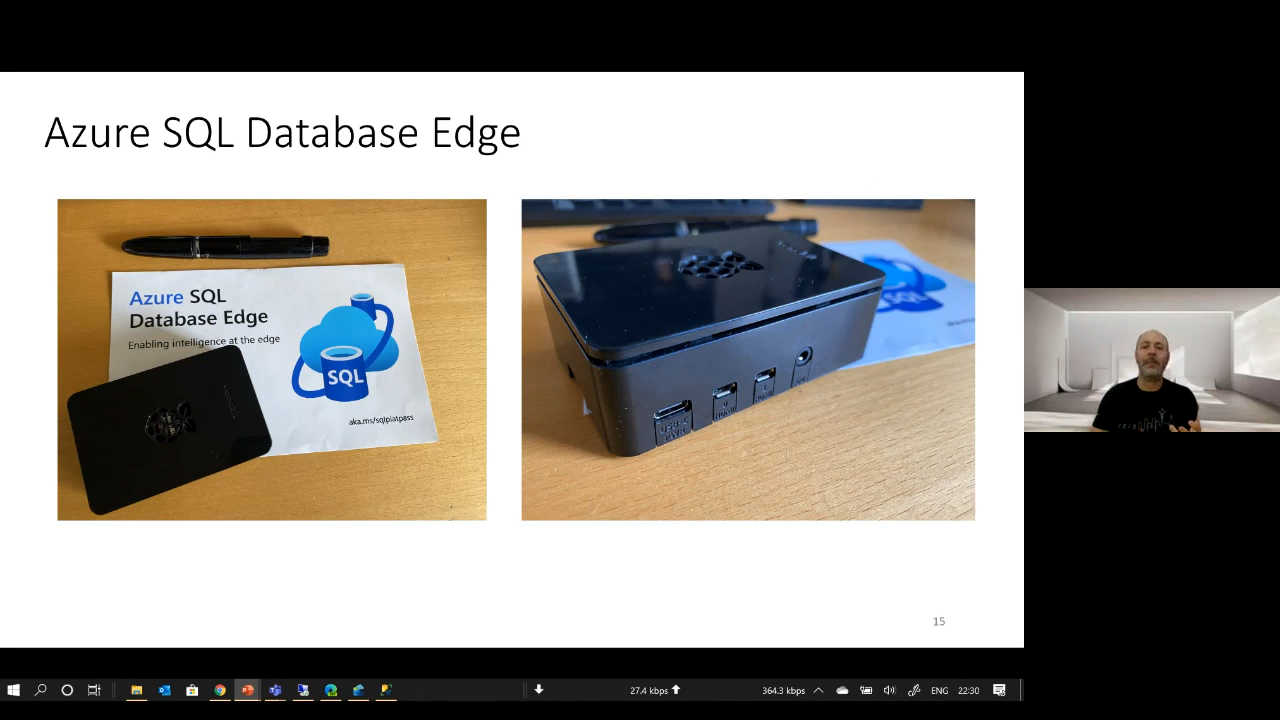 Azure SQL Database Edge
Azure SQL
Database Edge
Enabling intelligence at the edge
SQL
aka.ms/sqlplatpass
SQL
15
27.4 kbps
364.3 kbps
ENG
22:30